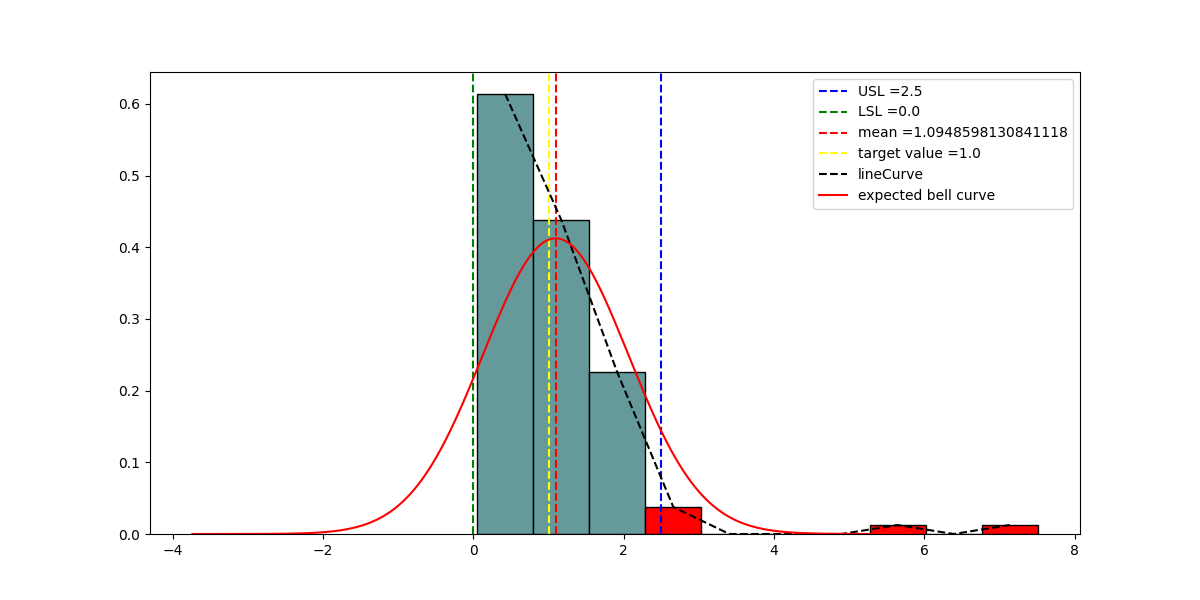 0.6
0.5
0.4
0.3
0.2
0.1
0.0
−4
−2
0
2
4
6
8
USL =2.5
LSL =0.0
mean =1.0948598130841118
target value =1.0
lineCurve
expected bell curve